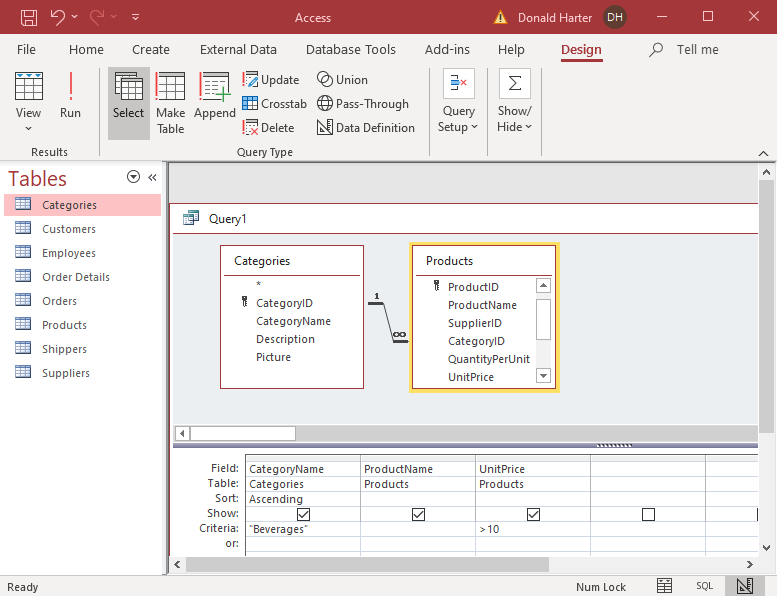 Access
Donald Harter DH
File Home Create External Data Database Tools Add-ins Help Design Tell me
View Run Select Make Table Append Update Crosstab Delete Union Pass-Through Data Definition Query Setup Show/ Hide
Results Query Type
Tables
Categories
Customers
Employees
Order Details
Orders
Products
Shippers
Suppliers
Query1
Categories
*
CategoryID
CategoryName
Description
Picture
1
∞
Products
ProductID
ProductName
SupplierID
CategoryID
QuantityPerUnit
UnitPrice
Field: CategoryName ProductName UnitPrice
Table: Categories Products Products
Sort: Ascending
Show:
Criteria: "Beverages" >10
or:
Ready Num Lock SQL